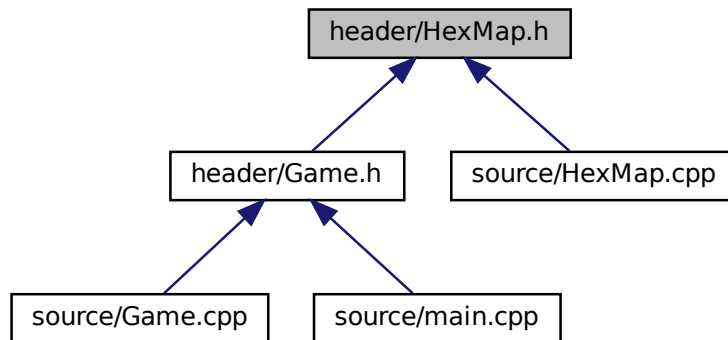 header/HexMap.h
header/Game.h
source/HexMap.cpp
source/Game.cpp
source/main.cpp